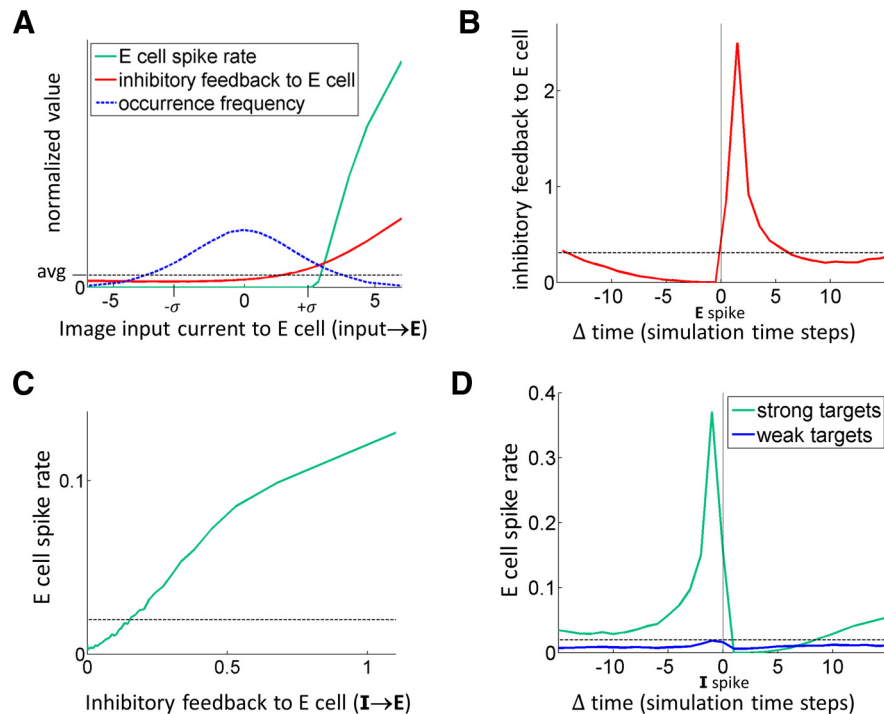 A
E cell spike rate
inhibitory feedback to E cell
occurrence frequency
normalized value
avg
0
-5 -σ 0 +σ 5
Image input current to E cell (input→E)
B
inhibitory feedback to E cell
2
1
0
-10 -5 0 5 10
E spike
Δ time (simulation time steps)
C
E cell spike rate
0.1
0
0.5
1
Inhibitory feedback to E cell (I→E)
D
strong targets
weak targets
E cell spike rate
0.4
0.3
0.2
0.1
0
-10 -5 0 5 10
I spike
Δ time (simulation time steps)